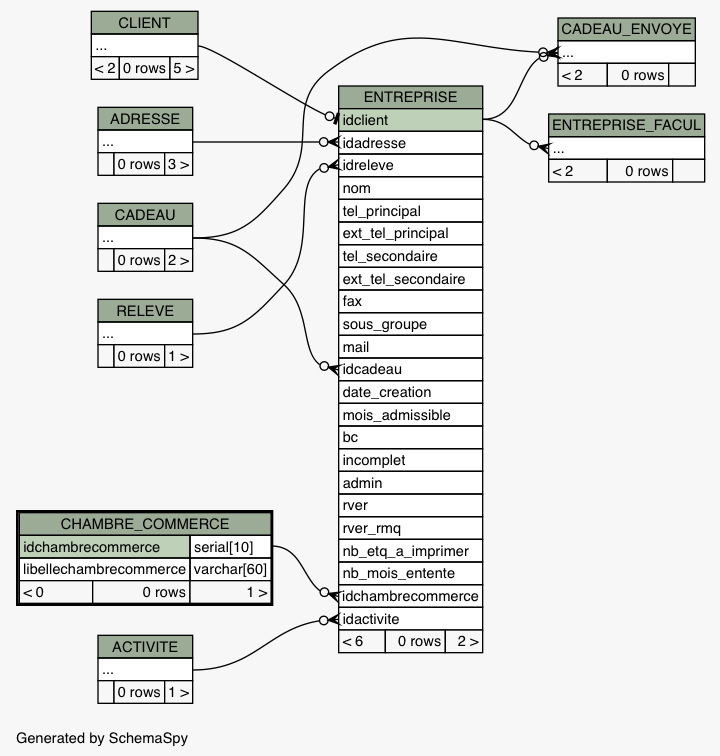 CLIENT
...
< 2 0 rows 5 >
ADRESSE
...
0 rows 3 >
CADEAU
...
0 rows 2 >
RELEVE
...
0 rows 1 >
CHAMBRE_COMMERCE
idchambrecommerce serial[10]
libellechambrecommerce varchar[60]
< 0 0 rows 1 >
ACTIVITE
...
0 rows 1 >
ENTREPRISE
idclient
idadresse
idreleve
nom
tel_principal
ext_tel_principal
tel_secondaire
ext_tel_secondaire
fax
sous_groupe
mail
idcadeau
date_creation
mois_admissible
bc
incomplet
admin
rver
rver_rmq
nb_etq_a_imprimer
nb_mois_entente
idchambrecommerce
idactivite
< 6 0 rows 2 >
CADEAU_ENVOYE
...
< 2 0 rows
ENTREPRISE_FACUL
...
< 2 0 rows
Generated by SchemaSpy